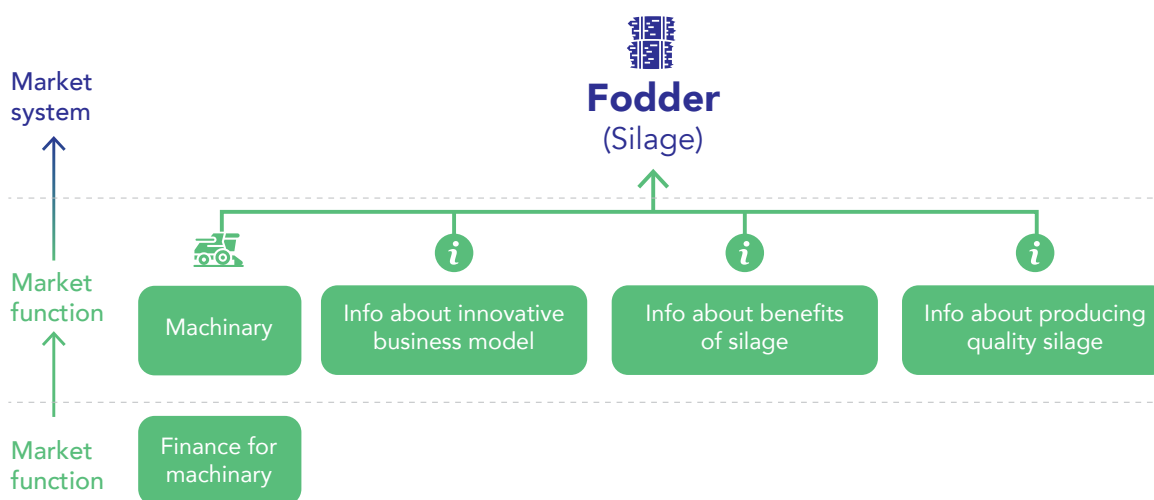 Market
system
Fodder
(Silage)
Market
function
Machinary
Info about innovative
business model
Info about benefits
of silage
Info about producing
quality silage
Market
function
Finance for
machinary